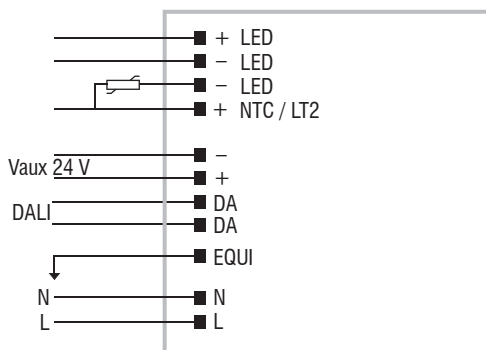 + LED
− LED
− LED
+ NTC / LT2
Vaux 24 V
−
+
DALI
DA
DA
EQUI
N N
L L